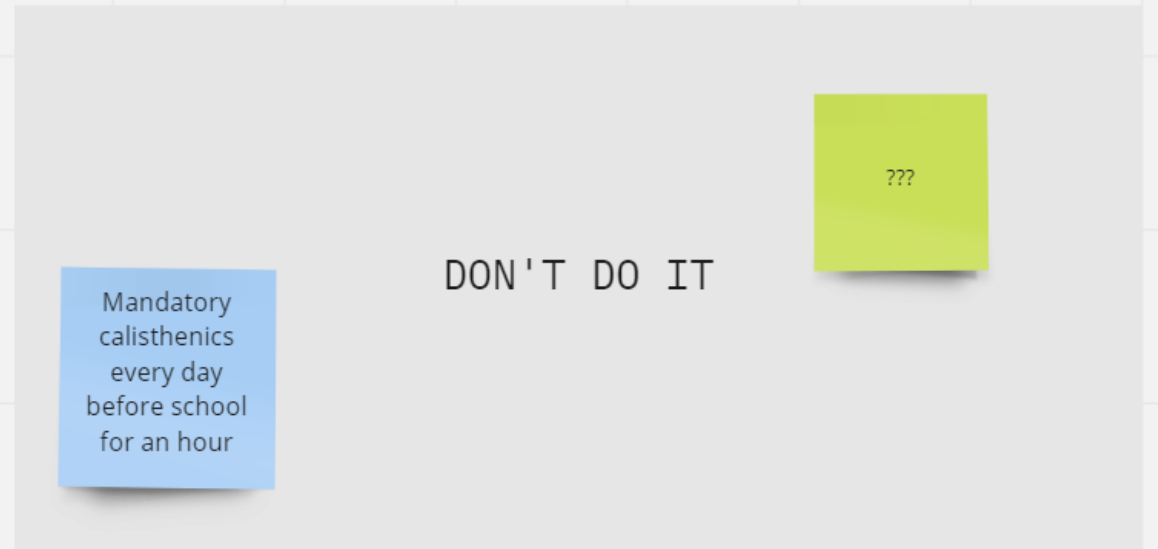 ???
DON'T DO IT
Mandatory
calisthenics
every day
before school
for an hour